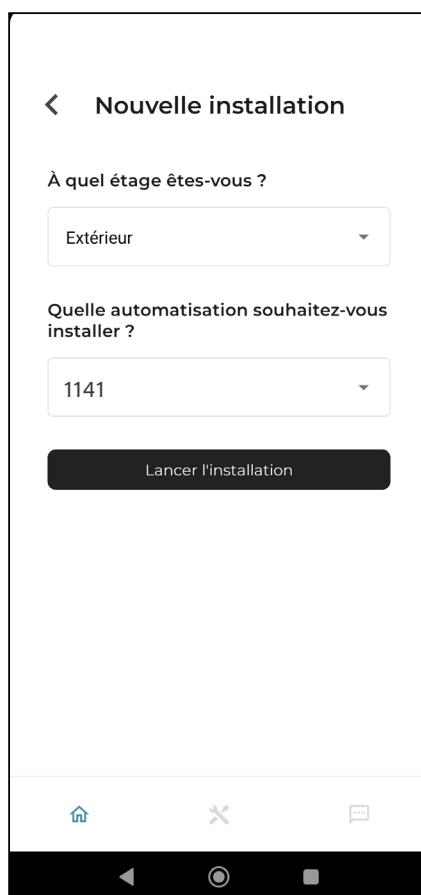 Nouvelle installation
À quel étage êtes-vous ?
Extérieur
Quelle automatisation souhaitez-vous
installer ?
1141
Lancer l'installation